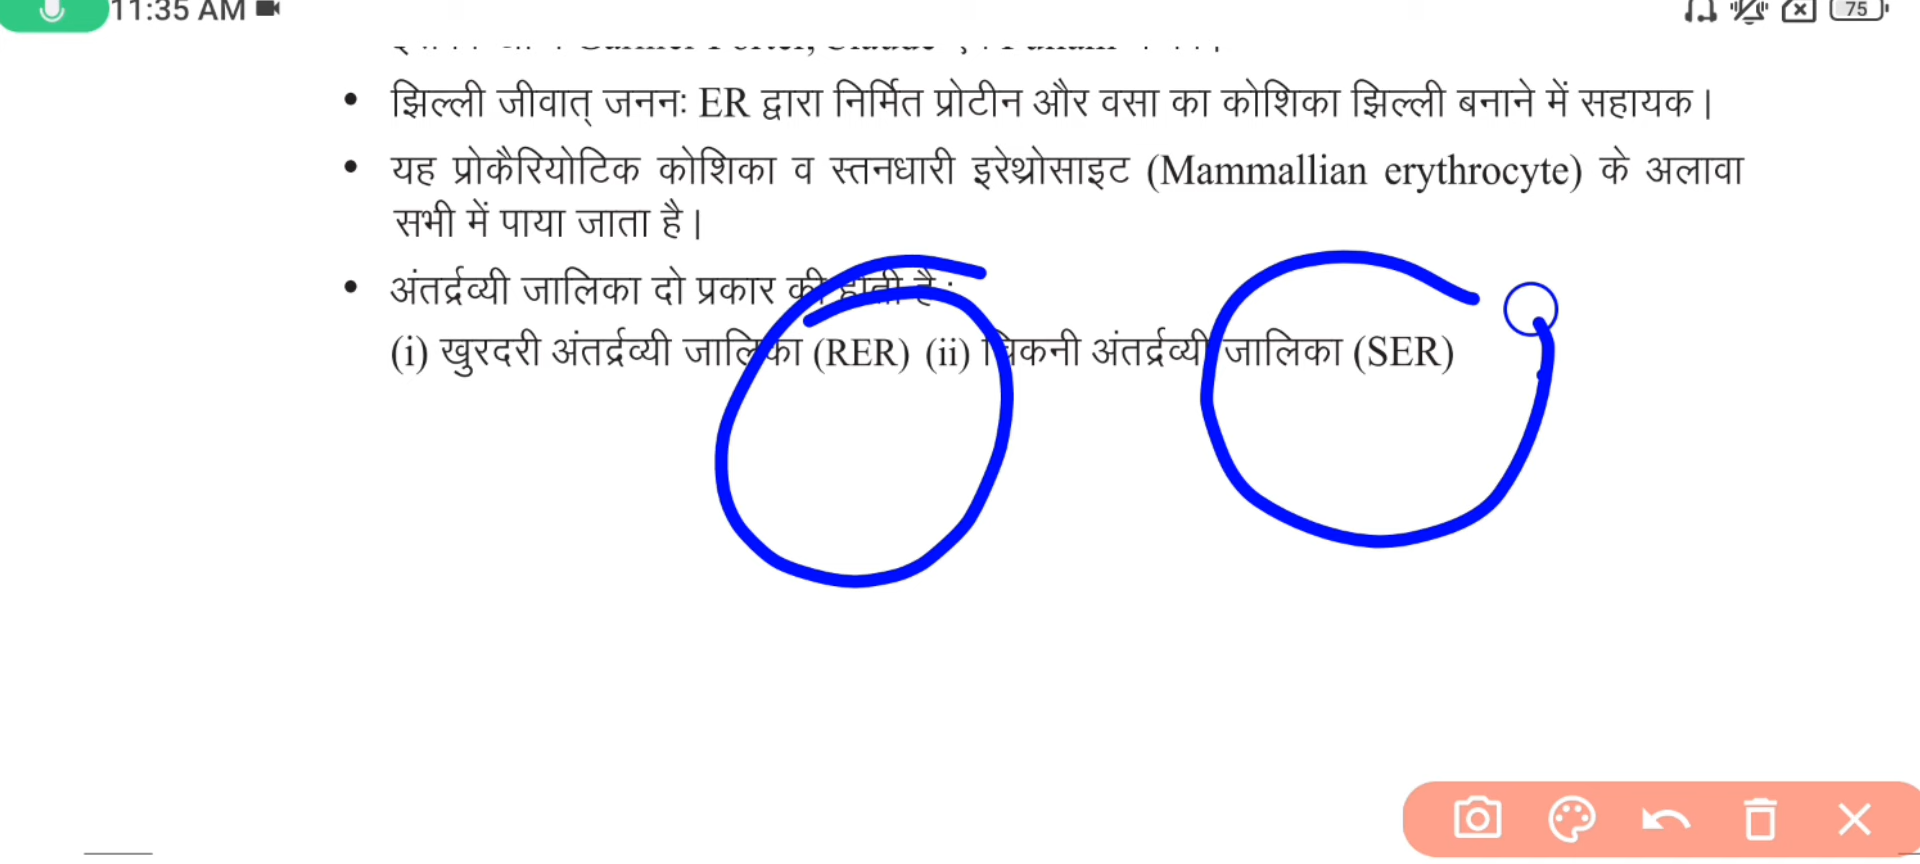 11:35 AM
75
• झिल्ली जीवात् जननः ER द्वारा निर्मित प्रोटीन और वसा का कोशिका झिल्ली बनाने में सहायक |
• यह प्रोकैरियोटिक कोशिका व स्तनधारी इरेथ्रोसाइट (Mammallian erythrocyte) के अलावा
सभी में पाया जाता है |
• अंतर्द्रव्यी जालिका दो प्रकार की होती है :
(i) खुरदरी अंतर्द्रव्यी जालिका (RER) (ii) चिकनी अंतर्द्रव्यी जालिका (SER)